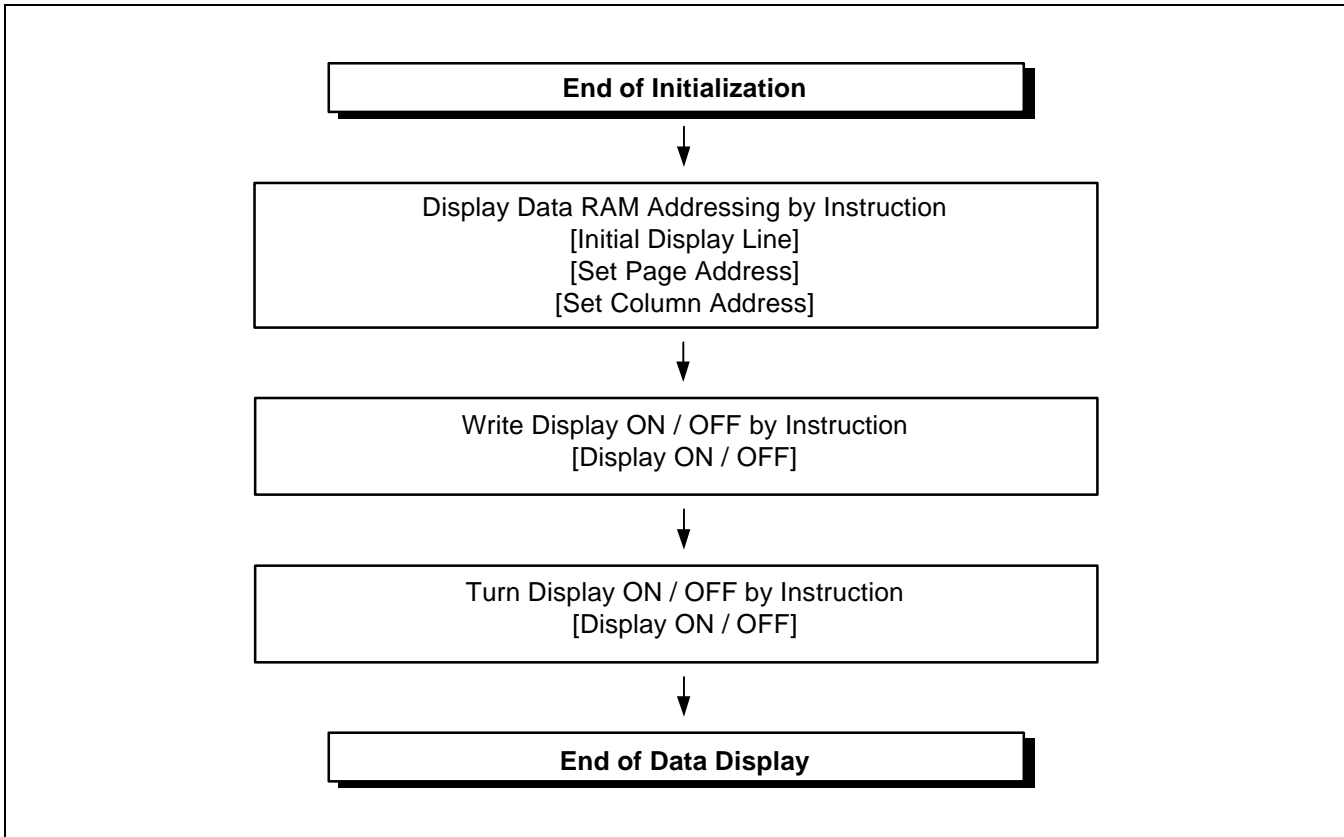 End of Initialization
Display Data RAM Addressing by Instruction
[Initial Display Line]
[Set Page Address]
[Set Column Address]
Write Display ON / OFF by Instruction
[Display ON / OFF]
Turn Display ON / OFF by Instruction
[Display ON / OFF]
End of Data Display